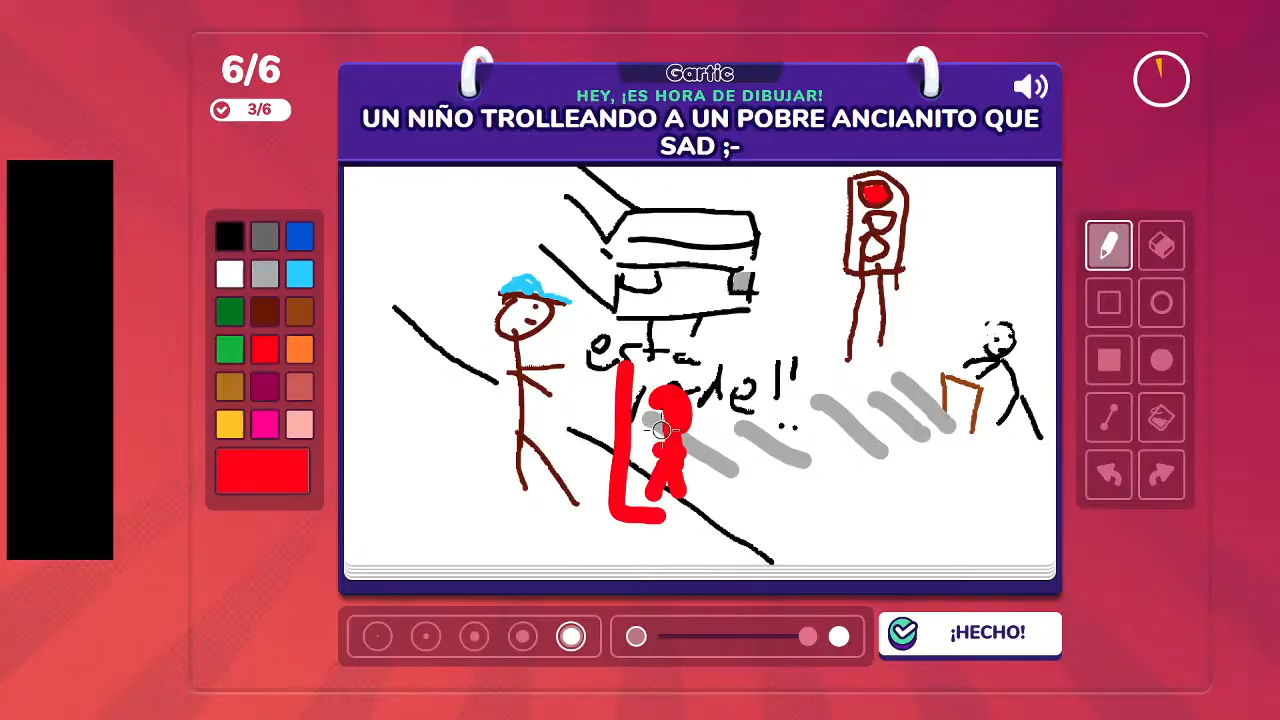 6/6
3/6
Gartic
HEY, ¡ES HORA DE DIBUJAR!
UN NIÑO TROLLEANDO A UN POBRE ANCIANITO QUE
SAD ;-
esta
¡HECHO!